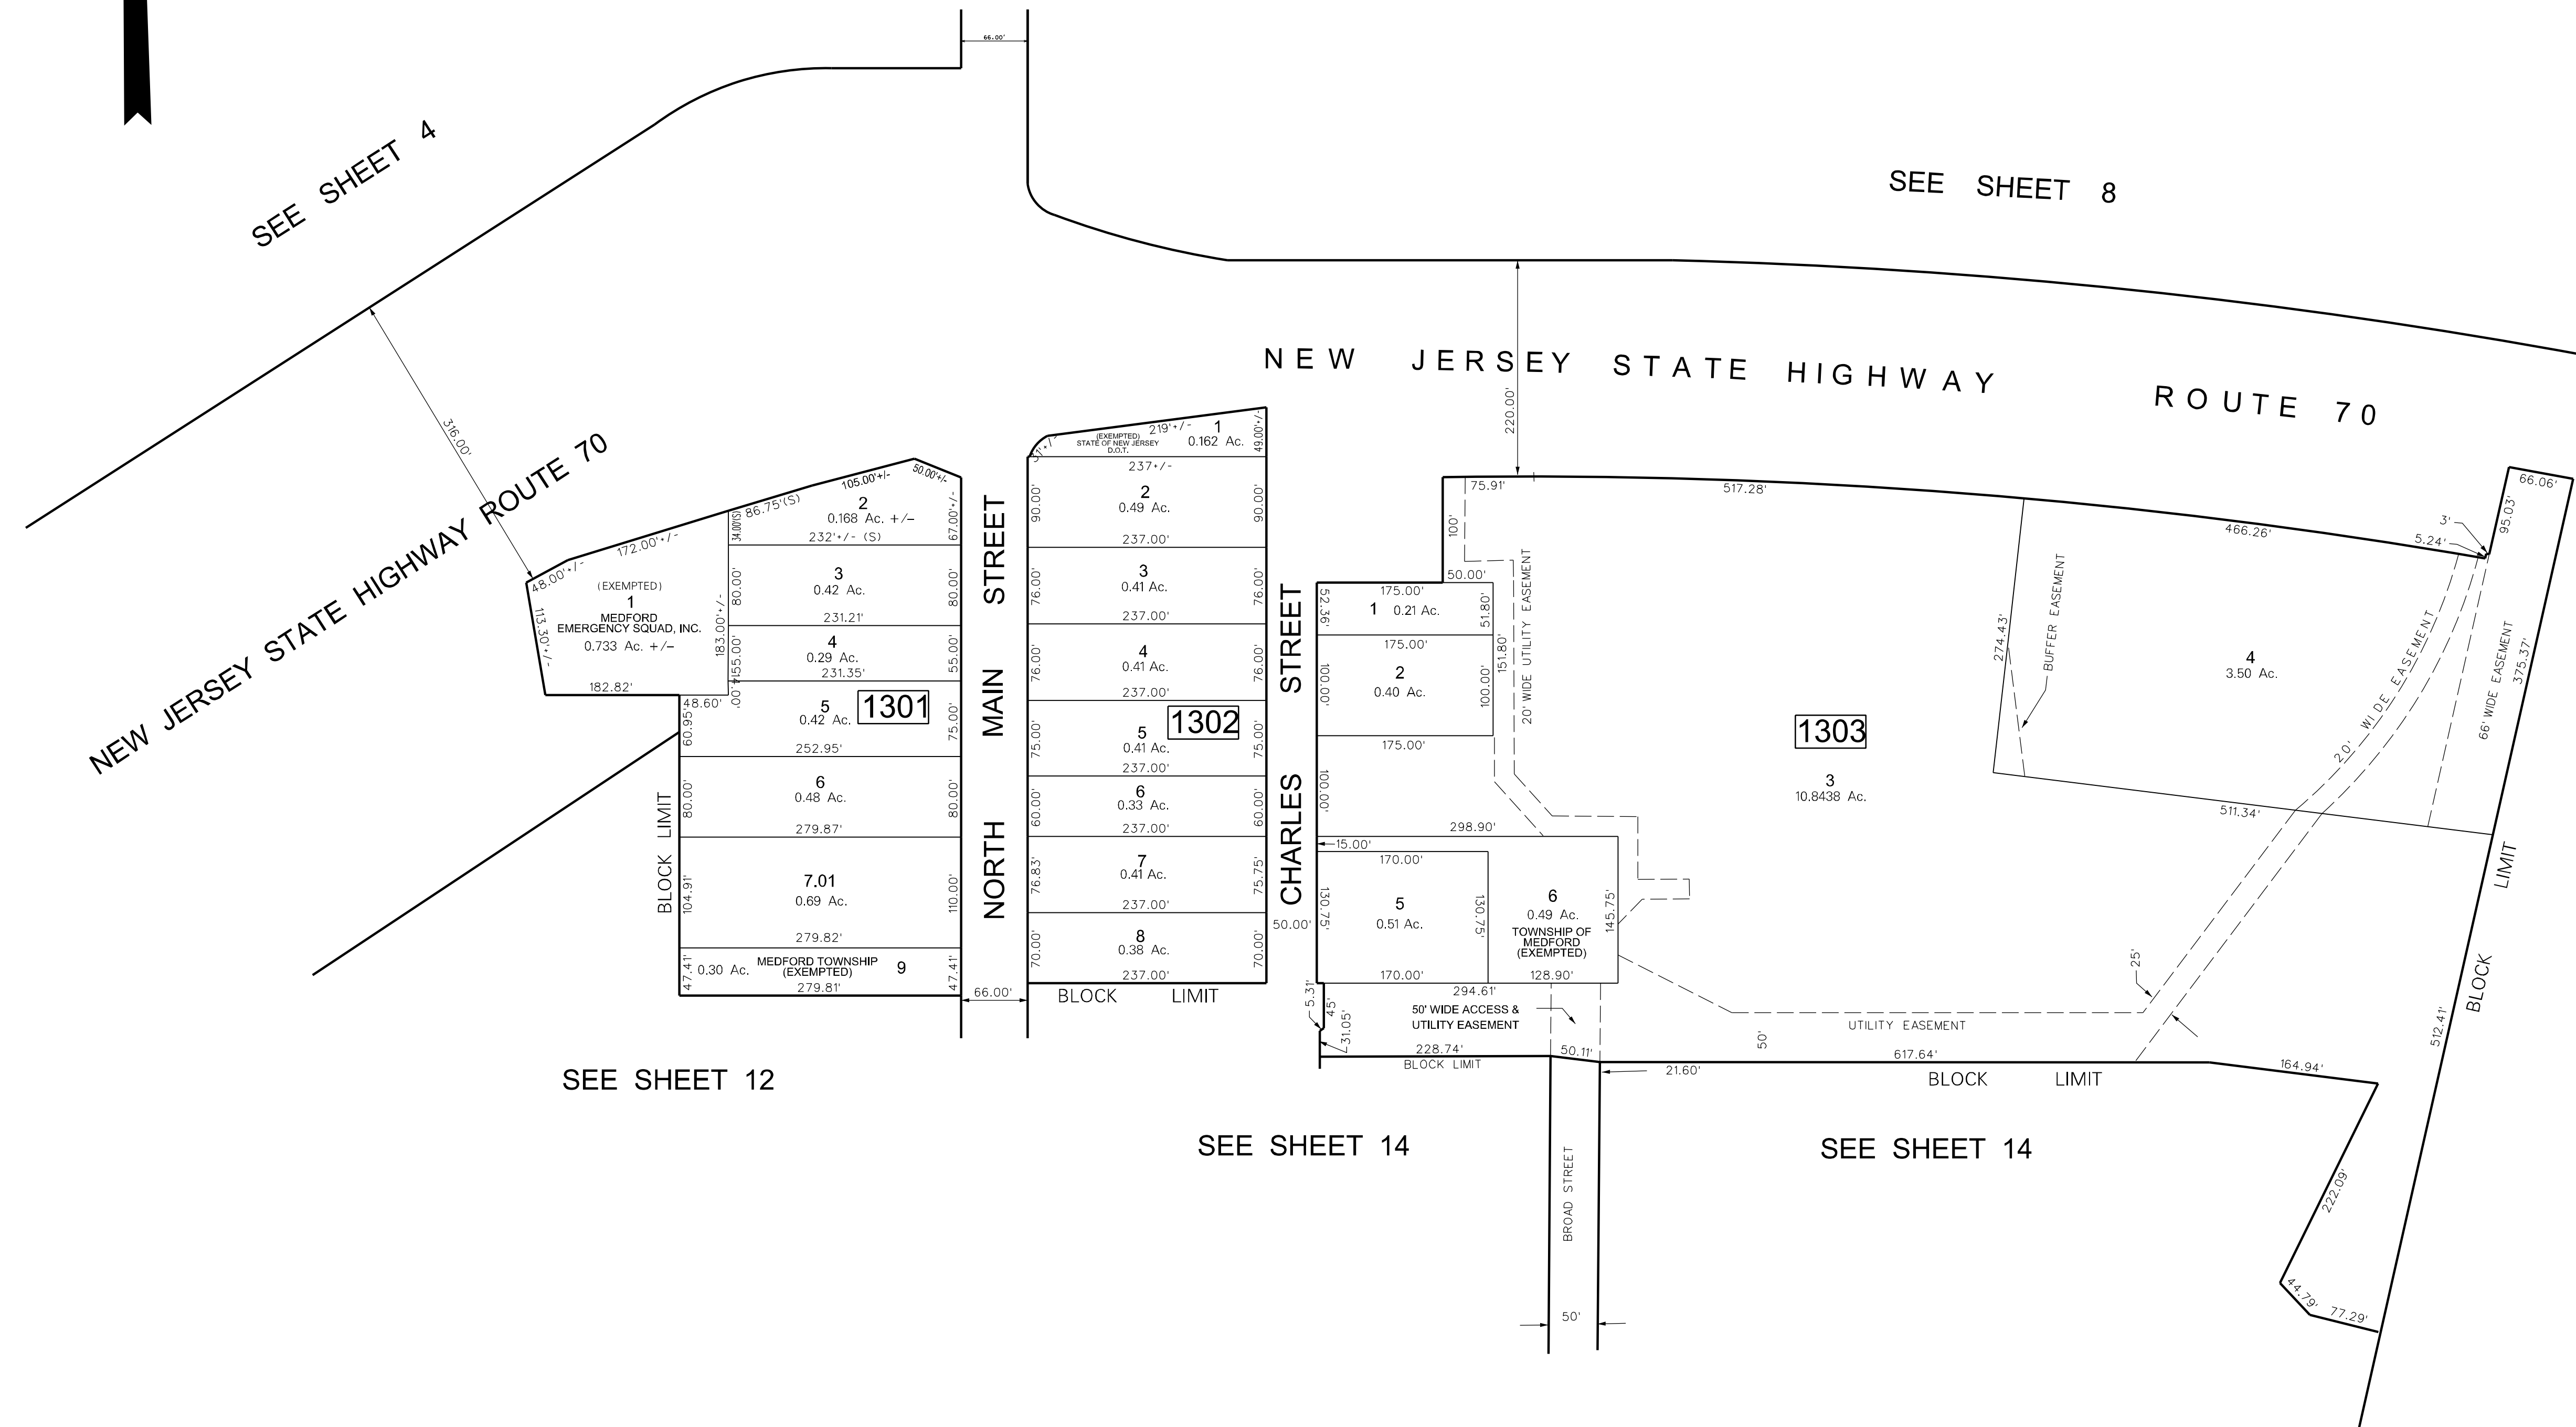 66.00'
SEE SHEET 4
SEE SHEET 8
NEW JERSEY STATE HIGHWAY ROUTE 70
220.00'
316.00'
NEW JERSEY STATE HIGHWAY ROUTE 70
48.00'+/-
172.00'+/-
113.30'+/-
(EXEMPTED)
1
MEDFORD
EMERGENCY SQUAD, INC.
0.733 Ac. +/-
183.00'+/-
182.82'
34.00'(S)
86.75'(S)
105.00'+/-
50.00'+/-
2
0.168 Ac. +/-
67.00'+/-
232'+/- (S)
80.00'
3
0.42 Ac.
80.00'
231.21'
4
0.29 Ac.
55.00'
231.35'
48.60'
60.95'
5
0.42 Ac.
1301
75.00'
252.95'
80.00'
6
0.48 Ac.
80.00'
279.87'
BLOCK LIMIT
104.91'
7.01
0.69 Ac.
110.00'
279.82'
47.41'
0.30 Ac.
MEDFORD TOWNSHIP
(EXEMPTED)
9
47.41'
279.81'
NORTH MAIN STREET
66.00'
SEE SHEET 12
31'+/-
(EXEMPTED)
STATE OF NEW JERSEY
D.O.T.
219'+/-
1
0.162 Ac.
49.00'+/-
237+/-
90.00'
2
0.49 Ac.
90.00'
237.00'
76.00'
3
0.41 Ac.
76.00'
237.00'
76.00'
4
0.41 Ac.
76.00'
237.00'
75.00'
5
0.41 Ac.
1302
75.00'
237.00'
60.00'
6
0.33 Ac.
60.00'
237.00'
76.83'
7
0.41 Ac.
75.75'
237.00'
70.00'
8
0.38 Ac.
70.00'
237.00'
BLOCK LIMIT
CHARLES STREET
50.00'
75.91'
517.28'
466.26'
3'
5.24'
66.06'
95.03'
100'
50.00'
175.00'
52.36'
1 0.21 Ac.
51.80'
175.00'
151.80'
20' WIDE UTILITY EASEMENT
100.00'
2
0.40 Ac.
100.00'
175.00'
100.00'
298.90'
15.00'
170.00'
130.75'
5
0.51 Ac.
130.75'
170.00'
6
0.49 Ac.
TOWNSHIP OF
MEDFORD
(EXEMPTED)
145.75'
128.90'
294.61'
5.31'
45'
31.05'
50' WIDE ACCESS &
UTILITY EASEMENT
228.74'
50.11'
BLOCK LIMIT
21.60'
1303
3
10.8438 Ac.
274.43'
BUFFER EASEMENT
4
3.50 Ac.
511.34'
20' WIDE EASEMENT
66' WIDE EASEMENT
375.37'
BLOCK LIMIT
512.41'
25'
UTILITY EASEMENT
50'
617.64'
BLOCK LIMIT
164.94'
222.09'
44.79'
77.29'
SEE SHEET 14
SEE SHEET 14
BROAD STREET
50'